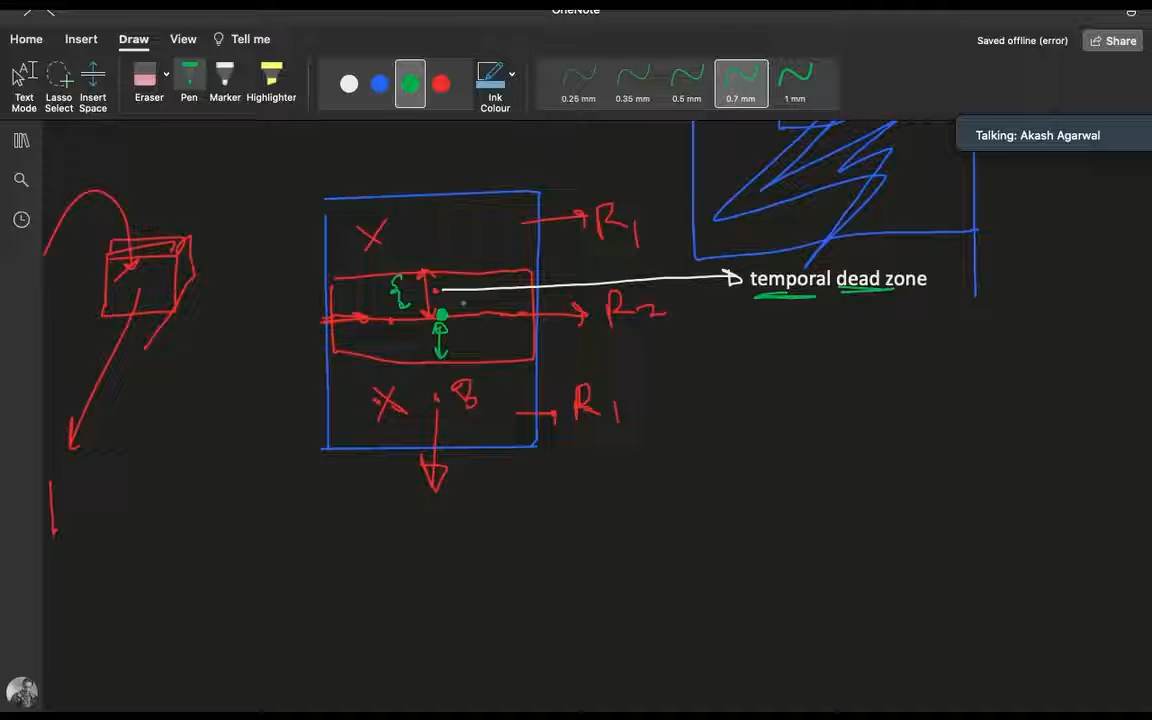 OneNote
Home Insert Draw View Tell me
Saved offline (error) Share
Text Mode
Lasso Select
Insert Space
Eraser
Pen
Marker
Highlighter
Ink Colour
0.25 mm 0.35 mm 0.5 mm 0.7 mm 1 mm
Talking: Akash Agarwal
X
R1
temporal dead zone
R2
X 8
R1